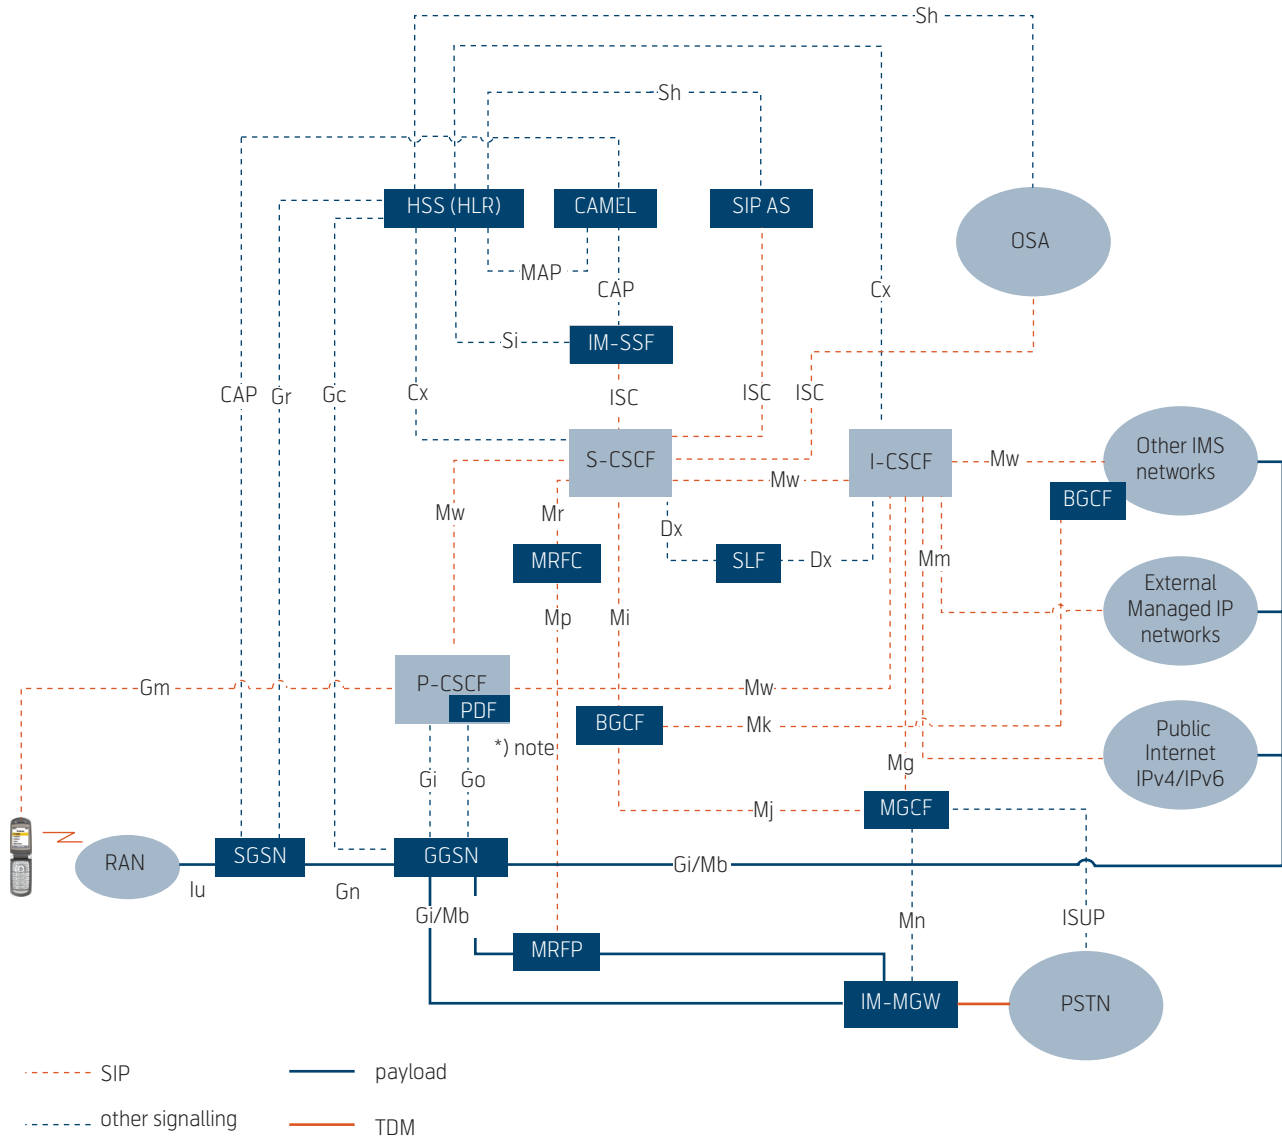 Sh
Sh
HSS (HLR)
CAMEL
SIP AS
OSA
MAP
CAP
Cx
Si
IM-SSF
CAP
Gr
Gc
Cx
ISC
ISC
ISC
S-CSCF
I-CSCF
Mw
Other IMS
networks
BGCF
Mw
Mw
Mr
Dx
MRFC
SLF
Dx
Mm
External
Managed IP
networks
Mp
Mi
Gm
P-CSCF
PDF
Mw
BGCF
Mk
*) note
Public
Internet
IPv4/IPv6
Gi
Go
Mg
Mj
MGCF
RAN
SGSN
GGSN
Gi/Mb
Iu
Gn
Gi/Mb
Mn
ISUP
MRFP
IM-MGW
PSTN
SIP
payload
other signalling
TDM